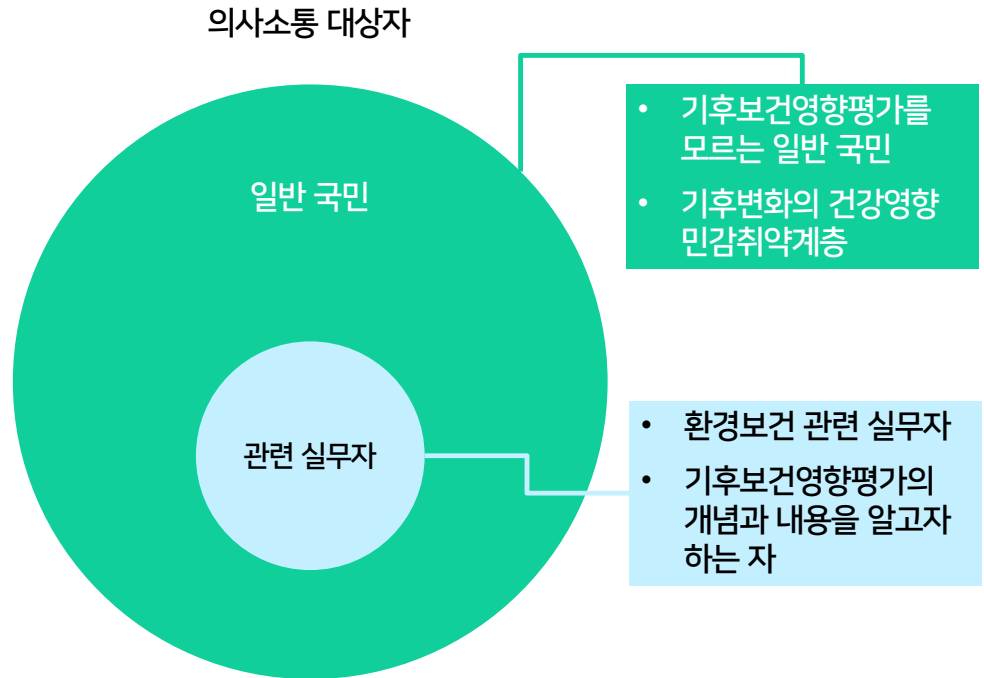 의사소통 대상자
일반 국민
• 기후보건영향평가를
모르는 일반 국민
• 기후변화의 건강영향
민감취약계층
관련 실무자
• 환경보건 관련 실무자
• 기후보건영향평가의
개념과 내용을 알고자
하는 자